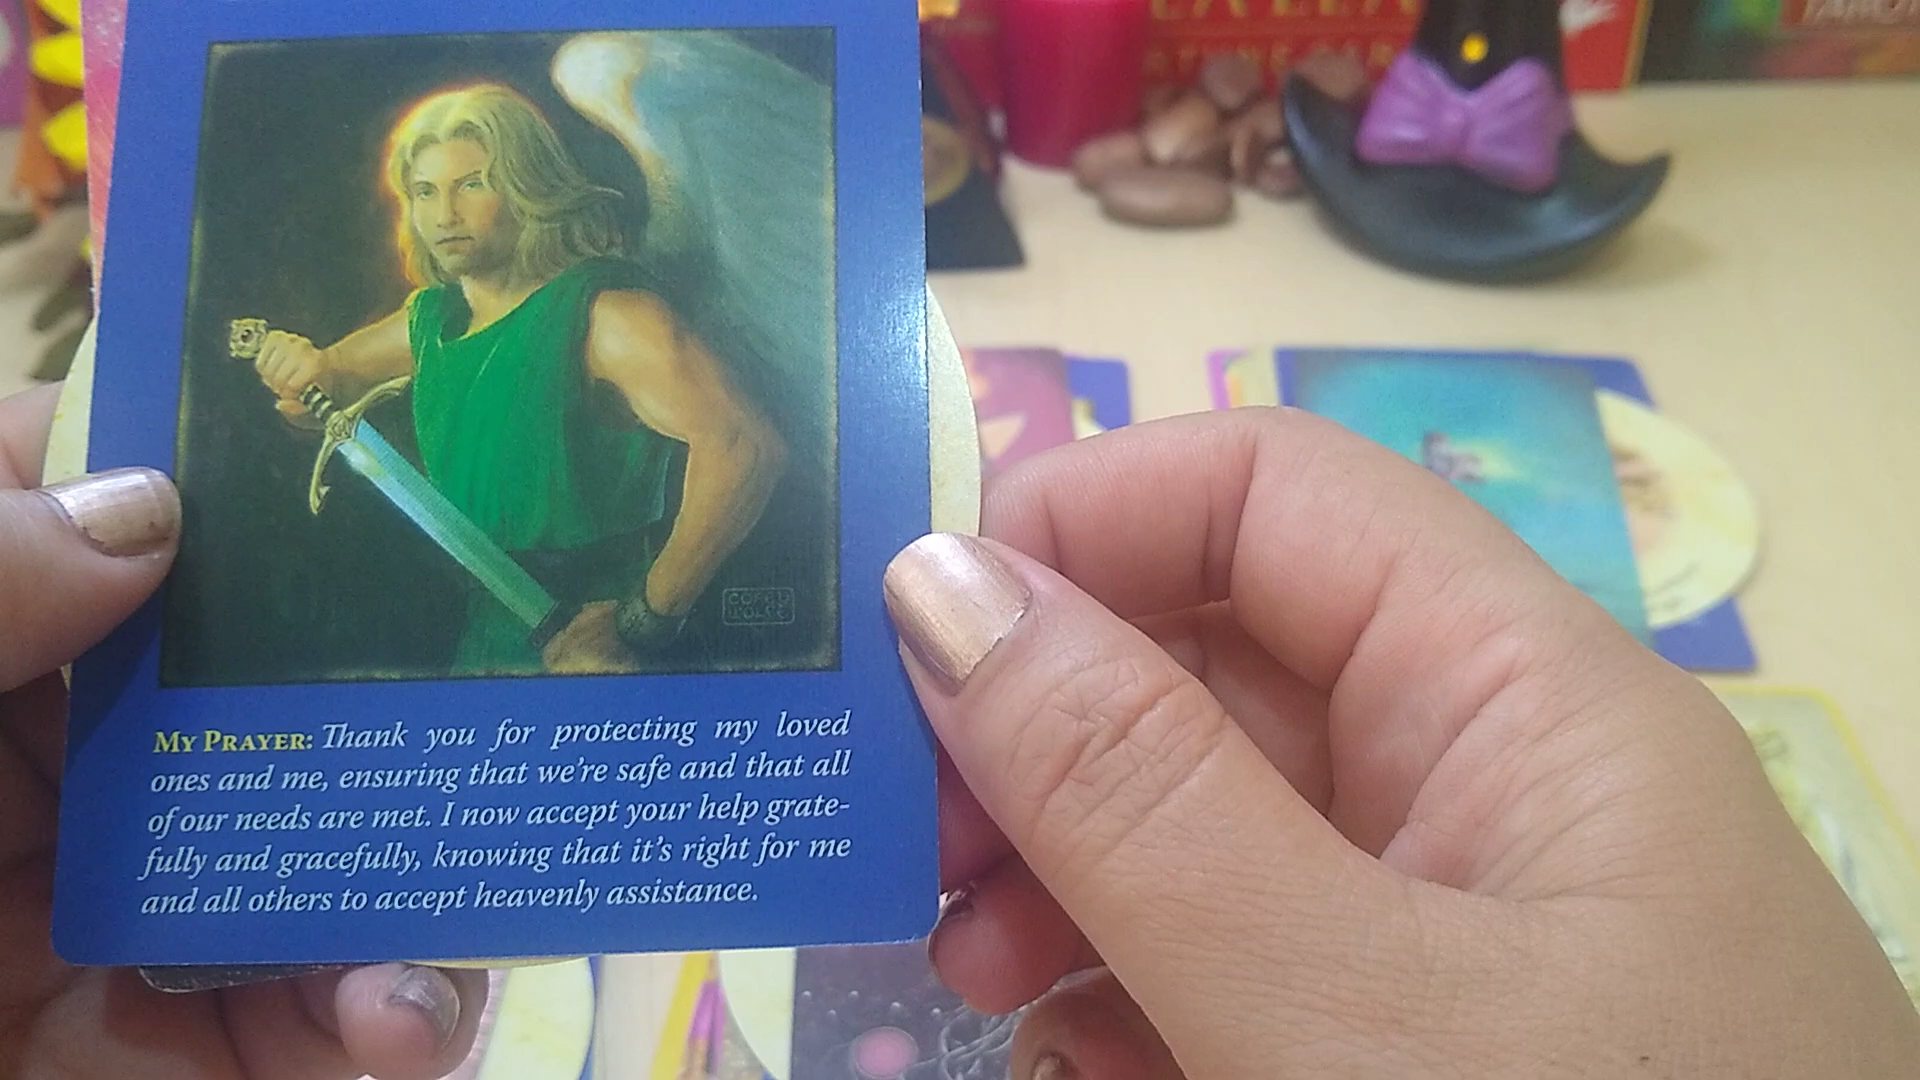 TAROT
MY PRAYER: Thank you for protecting my loved
ones and me, ensuring that we're safe and that all
of our needs are met. I now accept your help grate-
fully and gracefully, knowing that it's right for me
and all others to accept heavenly assistance.